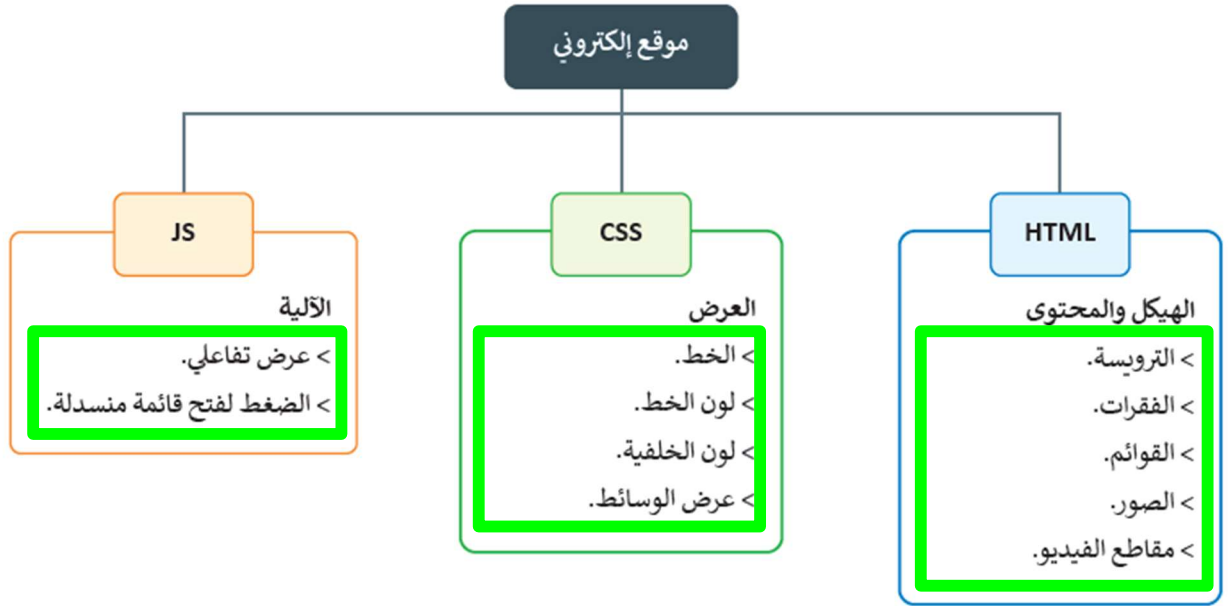 موقع إلكتروني
HTML
الهيكل والمحتوى
> الترويسة.
> الفقرات.
> القوائم.
> الصور.
> مقاطع الفيديو.
CSS
العرض
> الخط.
> لون الخط.
> لون الخلفية.
> عرض الوسائط.
JS
الآلية
> عرض تفاعلي.
> الضغط لفتح قائمة منسدلة.